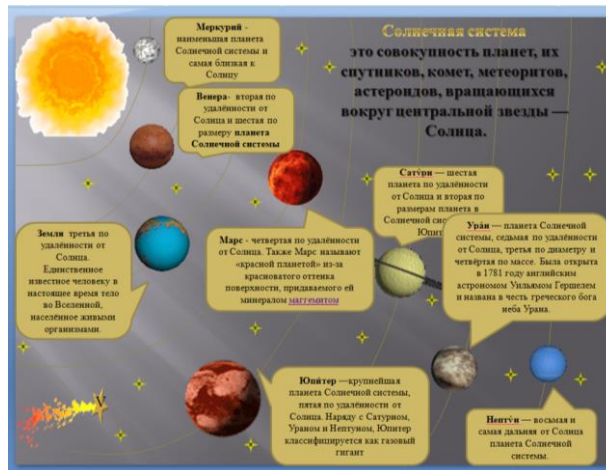 Солнечная система
это совокупность планет, их
спутников, комет, метеоритов,
астероидов, вращающихся
вокруг центральной звезды —
Солнца.
Меркурий -
наименьшая планета
Солнечной системы и
самая близкая к
Солнцу
Венера- вторая по
удалённости от
Солнца и шестая по
размеру планета
Солнечной системы
Земля третья по
удалённости от
Солнца.
Единственное
известное человеку в
настоящее время тело
во Вселенной,
населённое живыми
организмами.
Марс - четвертая по удалённости
от Солнца. Также Марс называют
«красной планетой» из-за
красноватого оттенка
поверхности, придаваемого ей
минералом маггемитом
Сату́рн — шестая
планета по удалённости
от Солнца и вторая по
размерам планета в
Солнечной
Ура́н — планета Солнечной
системы, седьмая по удалённости
от Солнца, третья по диаметру и
четвёртая по массе. Была открыта
в 1781 году английским
астрономом Уильямом Гершелем
и названа в честь греческого бога
неба Урана.
Юпи́тер —крупнейшая
планета Солнечной системы,
пятая по удалённости от
Солнца. Наряду с Сатурном,
Ураном и Нептуном, Юпитер
классифицируется как газовый
гигант
Непту́н — восьмая и
самая дальняя от Солнца
планета Солнечной
системы.